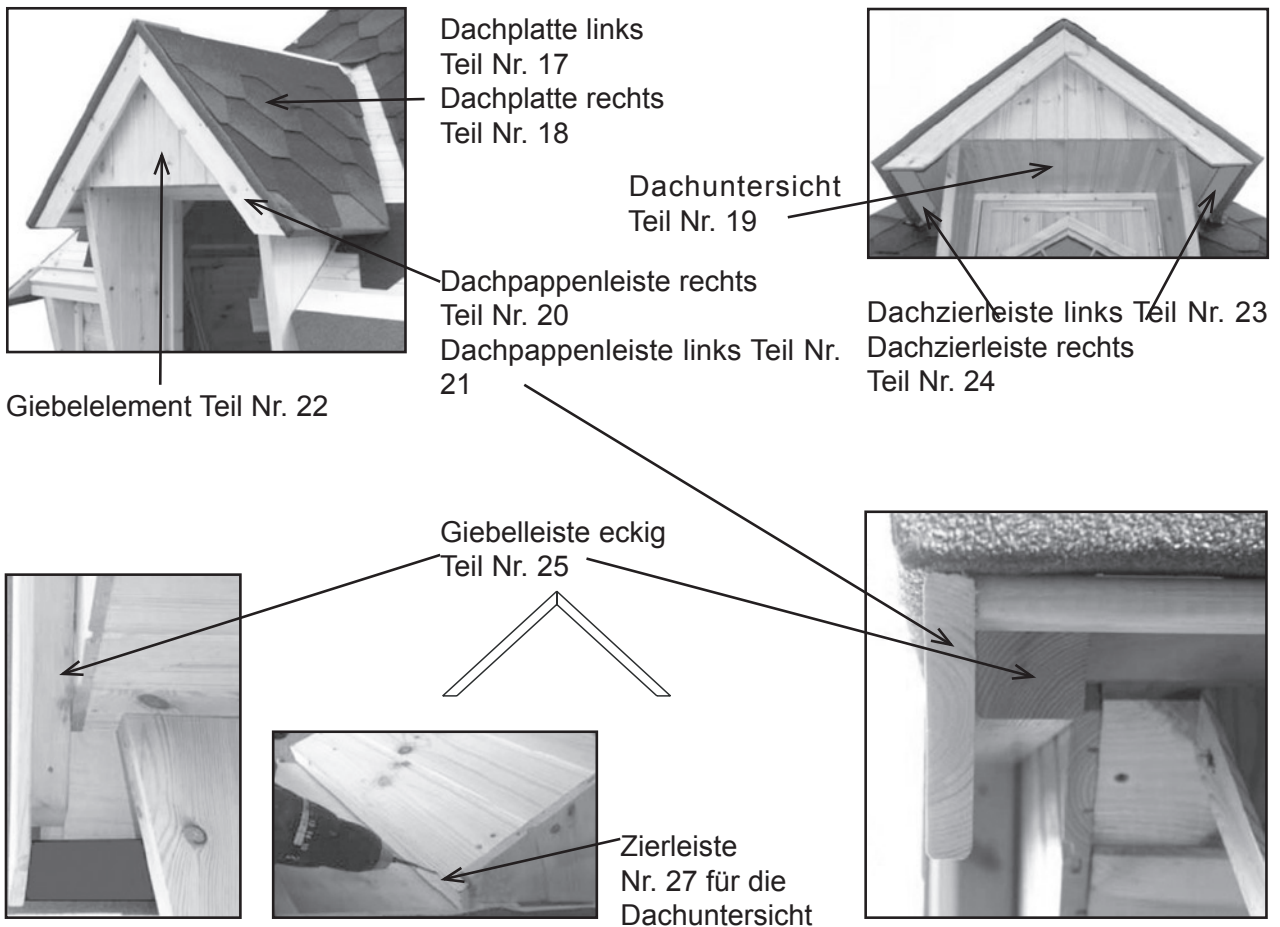 Dachplatte links
Teil Nr. 17
Dachplatte rechts
Teil Nr. 18
Dachuntersicht
Teil Nr. 19
Dachpappenleiste rechts
Teil Nr. 20
Dachpappenleiste links Teil Nr.
21
Dachzierleiste links Teil Nr. 23
Dachzierleiste rechts
Teil Nr. 24
Giebelelement Teil Nr. 22
Giebelleiste eckig
Teil Nr. 25
Zierleiste
Nr. 27 für die
Dachuntersicht